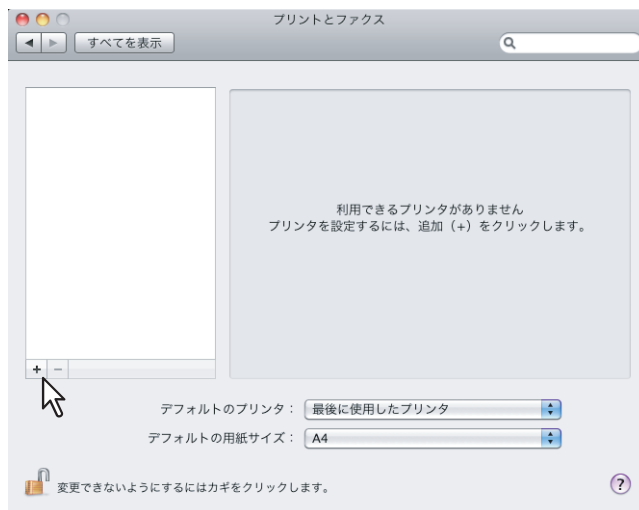 プリントとファクス
すべてを表示
利用できるプリンタがありません
プリンタを設定するには、追加（+）をクリックします。
+ −
デフォルトのプリンタ： 最後に使用したプリンタ
デフォルトの用紙サイズ： A4
変更できないようにするにはカギをクリックします。
?